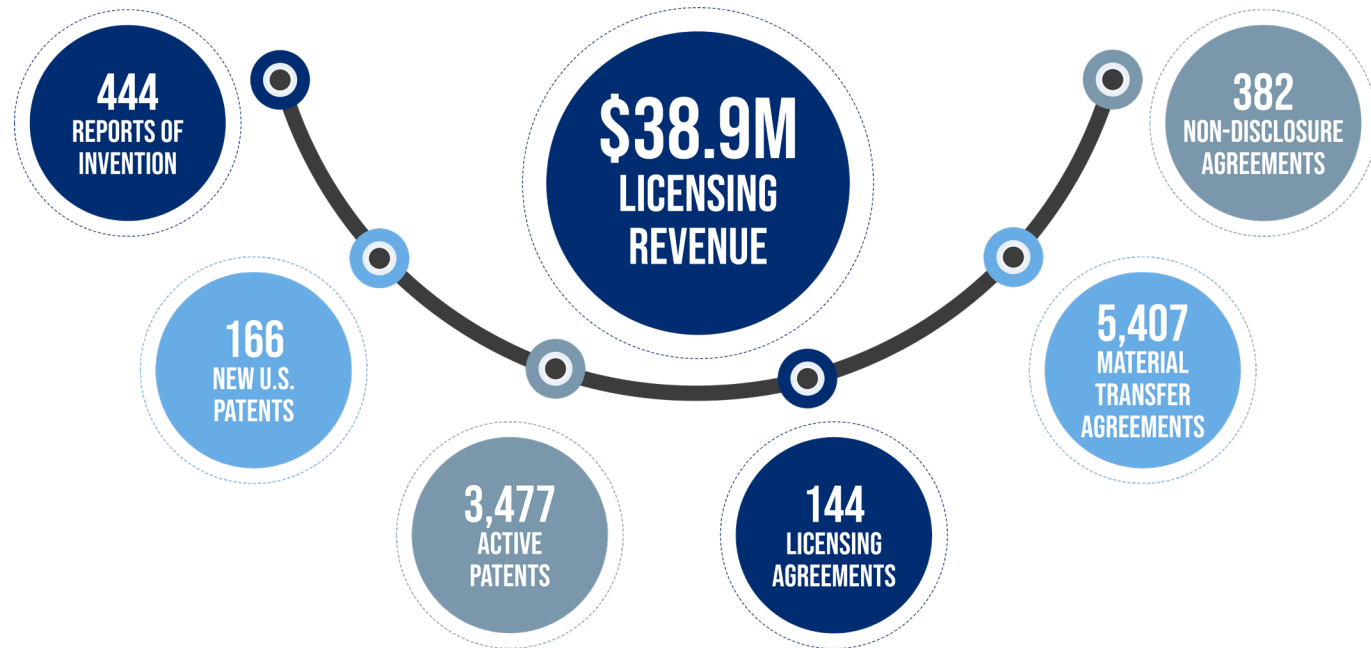 444
REPORTS OF
INVENTION
166
NEW U.S.
PATENTS
3,477
ACTIVE
PATENTS
$38.9M
LICENSING
REVENUE
144
LICENSING
AGREEMENTS
5,407
MATERIAL
TRANSFER
AGREEMENTS
382
NON-DISCLOSURE
AGREEMENTS